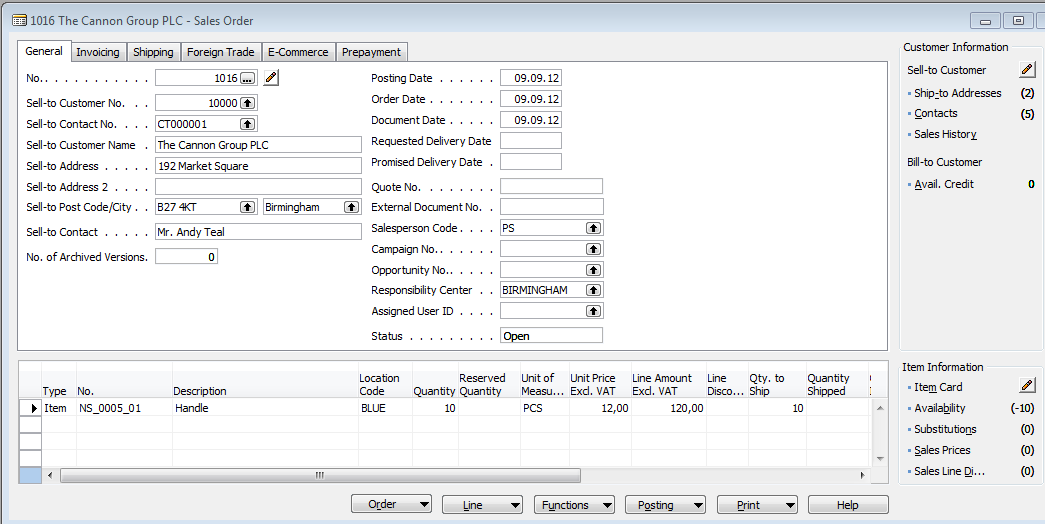 1016 The Cannon Group PLC - Sales Order
General Invoicing Shipping Foreign Trade E-Commerce Prepayment
No. . . . . . . . . . . . 1016 ...
Sell-to Customer No. . . . 10000
Sell-to Contact No. . . . CT000001
Sell-to Customer Name . The Cannon Group PLC
Sell-to Address . . . . . 192 Market Square
Sell-to Address 2 . . . . .
Sell-to Post Code/City . . B27 4KT Birmingham
Sell-to Contact . . . . . Mr. Andy Teal
No. of Archived Versions. 0
Posting Date . . . . . . 09.09.12
Order Date . . . . . . . 09.09.12
Document Date . . . . . 09.09.12
Requested Delivery Date
Promised Delivery Date .
Quote No. . . . . . . .
External Document No. .
Salesperson Code . . . . PS
Campaign No. . . . . . .
Opportunity No. . . . . .
Responsibility Center . . BIRMINGHAM
Assigned User ID . . . .
Status . . . . . . . . . Open
Customer Information
Sell-to Customer
Ship-to Addresses (2)
Contacts (5)
Sales History
Bill-to Customer
Avail. Credit 0
Type No. Description Location Code Quantity Reserved Quantity Unit of Measu... Unit Price Excl. VAT Line Amount Excl. VAT Line Disco... Qty. to Ship Quantity Shipped
Item NS_0005_01 Handle BLUE 10 PCS 12,00 120,00 10
Item Information
Item Card
Availability (-10)
Substitutions (0)
Sales Prices (0)
Sales Line Di... (0)
Order Line Functions Posting Print Help